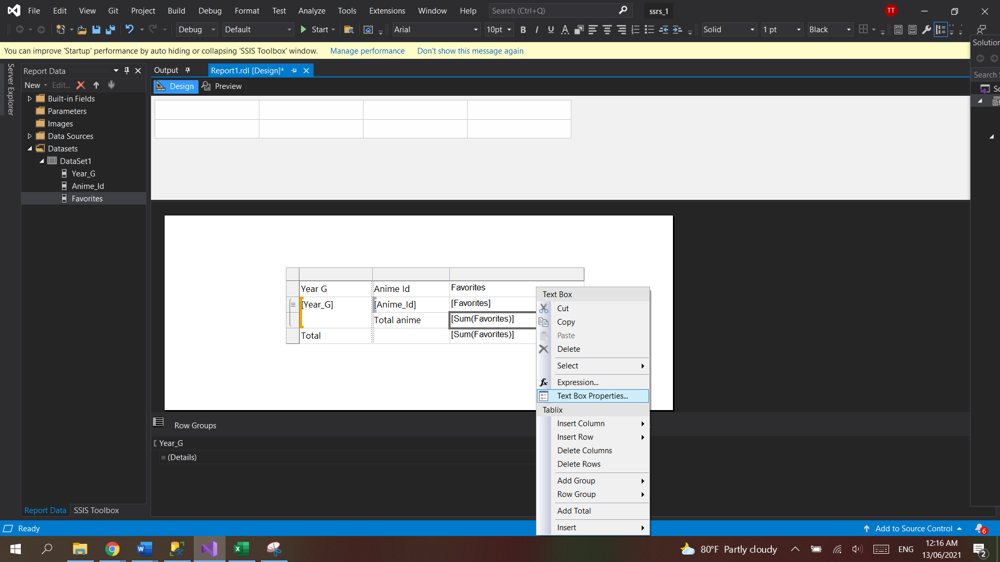 File Edit View Git Project Build Debug Format Test Analyze Tools Extensions Window Help Search (Ctrl+Q) ssrs_1 TT
Debug Default Start Arial 10pt B I U A Solid 1 pt Black
You can improve 'Startup' performance by auto hiding or collapsing 'SSIS Toolbox' window. Manage performance Don't show this message again
Server Explorer
Report Data
New Edit...
Built-in Fields
Parameters
Images
Data Sources
Datasets
DataSet1
Year_G
Anime_Id
Favorites
Report Data SSIS Toolbox
Output Report1.rdl [Design]*
Design Preview
Year G Anime Id Favorites
[Year_G] [Anime_Id] [Favorites]
Total anime [Sum(Favorites)]
Total [Sum(Favorites)]
Row Groups
Year_G
(Details)
Text Box
Cut
Copy
Paste
Delete
Select
fx Expression...
Text Box Properties...
Tablix
Insert Column
Insert Row
Delete Columns
Delete Rows
Add Group
Row Group
Add Total
Insert
Solution
Search S
So
Ready Add to Source Control 6
80°F Partly cloudy ENG 12:16 AM
13/06/2021 2